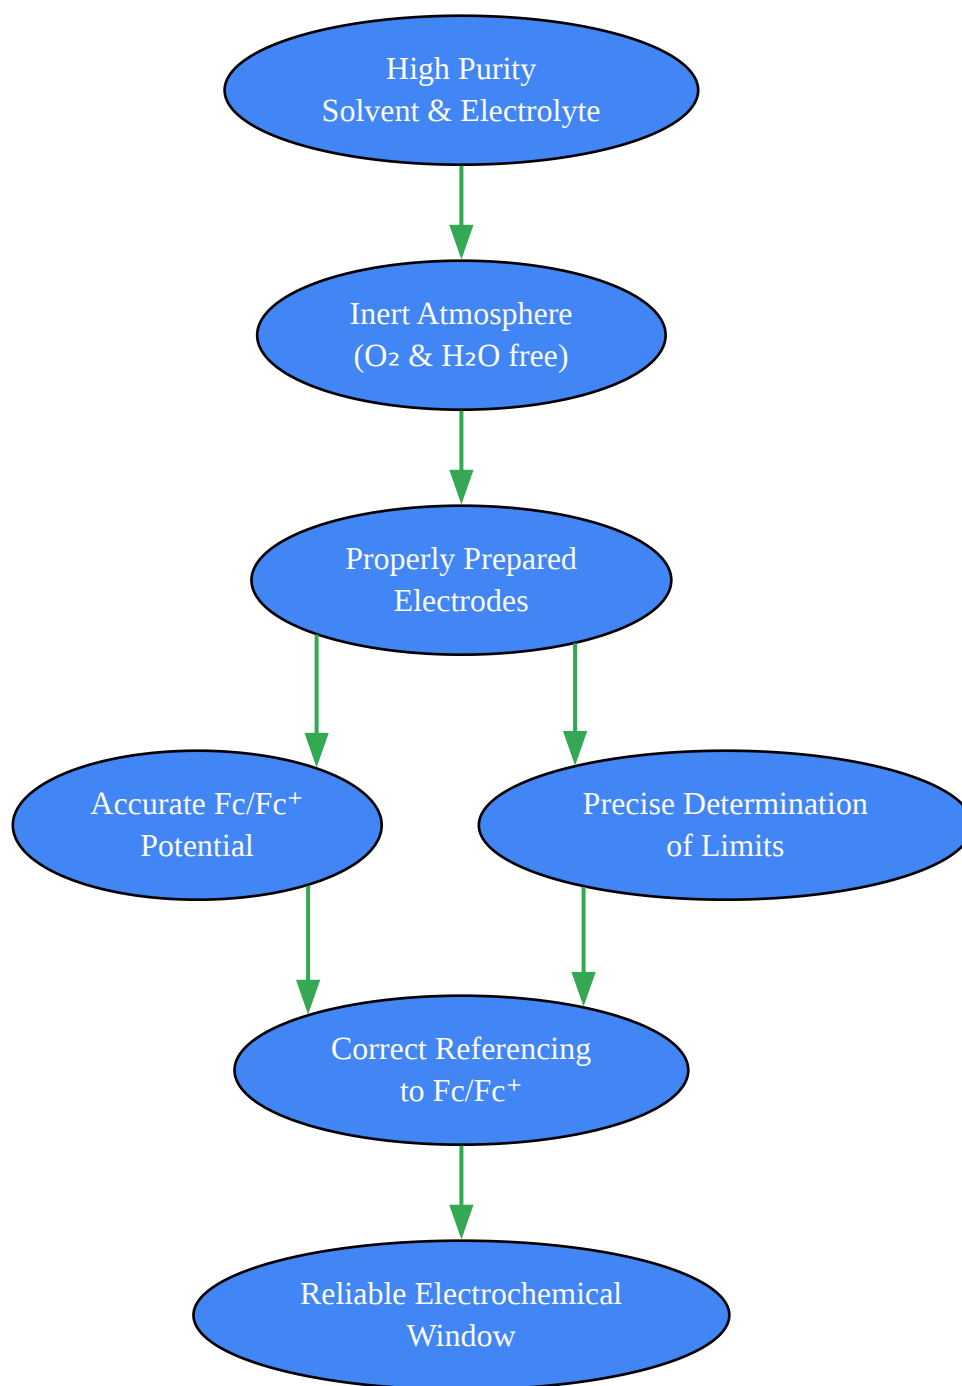 High Purity
Solvent & Electrolyte
Inert Atmosphere
(O₂ & H₂O free)
Properly Prepared
Electrodes
Accurate Fc/Fc⁺
Potential
Precise Determination
of Limits
Correct Referencing
to Fc/Fc⁺
Reliable Electrochemical
Window